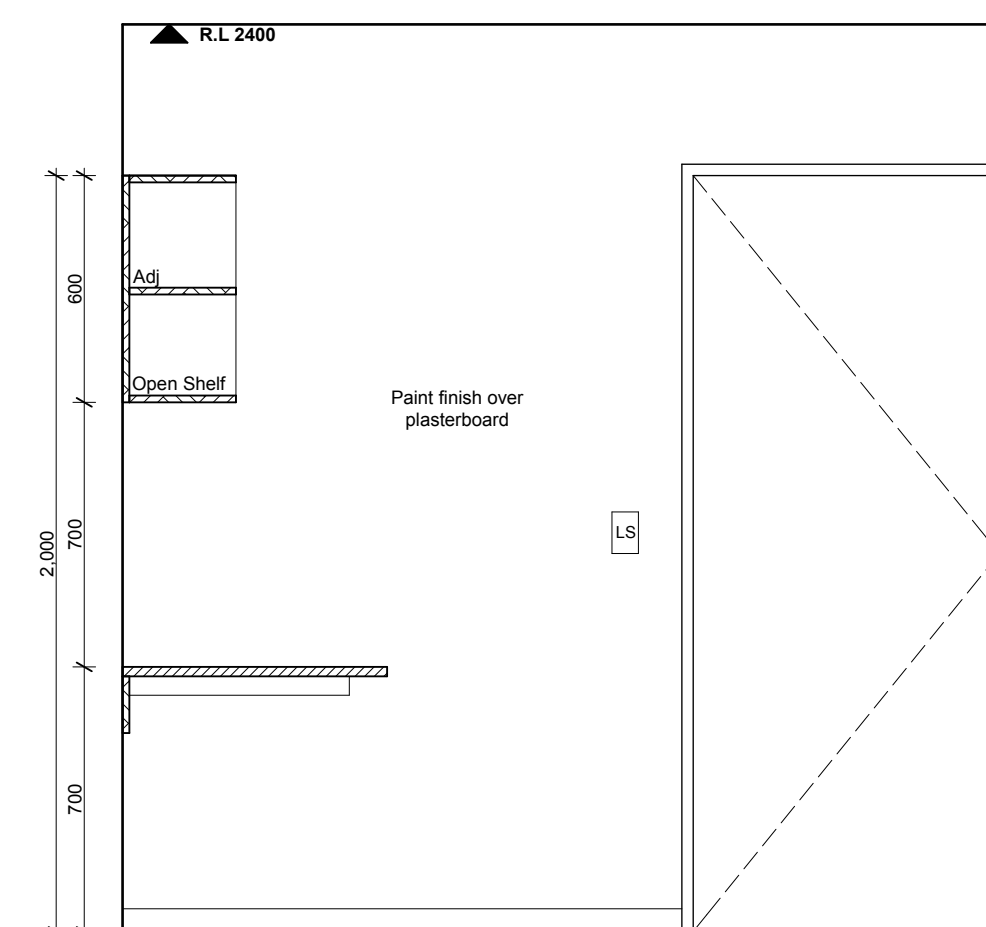 R.L 2400
600
Adj
Open Shelf
Paint finish over
plasterboard
2,000
700
LS
700